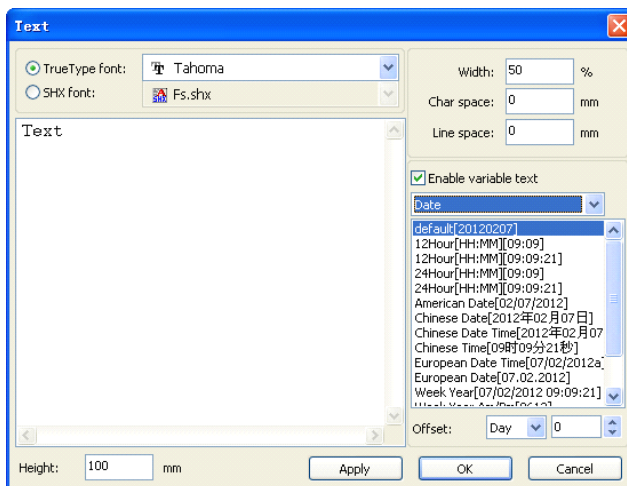 Text
TrueType font: Tahoma
SHX font: Fs.shx
Width: 50 %
Char space: 0 mm
Line space: 0 mm
Text
Enable variable text
Date
default[20120207]
12Hour[HH:MM][09:09]
12Hour[HH:MM][09:09:21]
24Hour[HH:MM][09:09]
24Hour[HH:MM][09:09:21]
American Date[02/07/2012]
Chinese Date[2012年02月07日]
Chinese Date Time[2012年02月07
Chinese Time[09时09分21秒]
European Date Time[07/02/2012a]
European Date[07.02.2012]
Week Year[07/02/2012 09:09:21]
Offset: Day 0
Height: 100 mm
Apply
OK
Cancel